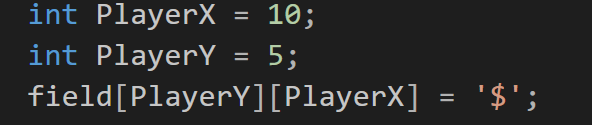 int PlayerX = 10;
int PlayerY = 5;
field[PlayerY][PlayerX] = '$';